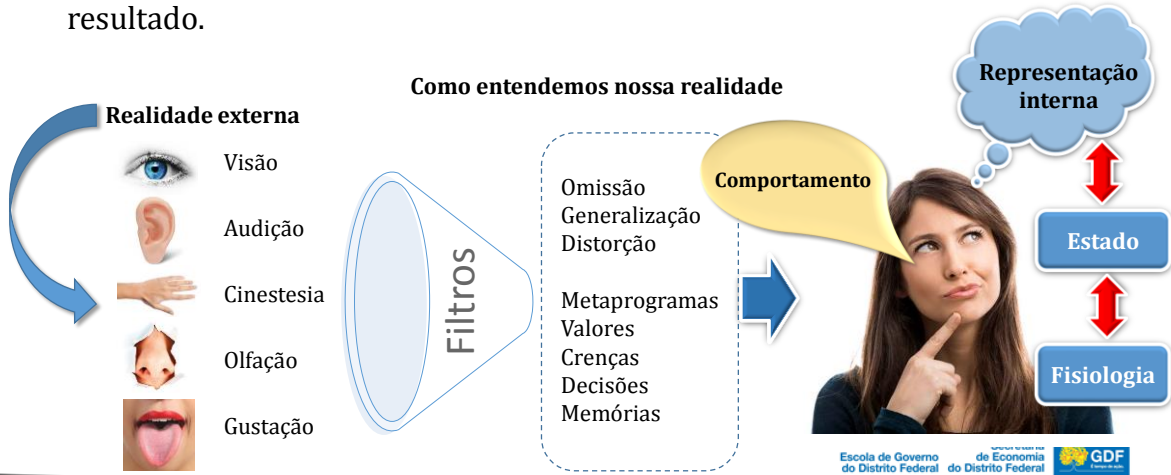 resultado.
Como entendemos nossa realidade
Realidade externa
Visão
Audição
Cinestesia
Olfação
Gustação
Filtros
Omissão
Generalização
Distorção
Metaprogramas
Valores
Crenças
Decisões
Memórias
Comportamento
Representação
interna
Estado
Fisiologia
Escola de Governo
do Distrito Federal
Secretaria
de Economia
do Distrito Federal
GDF